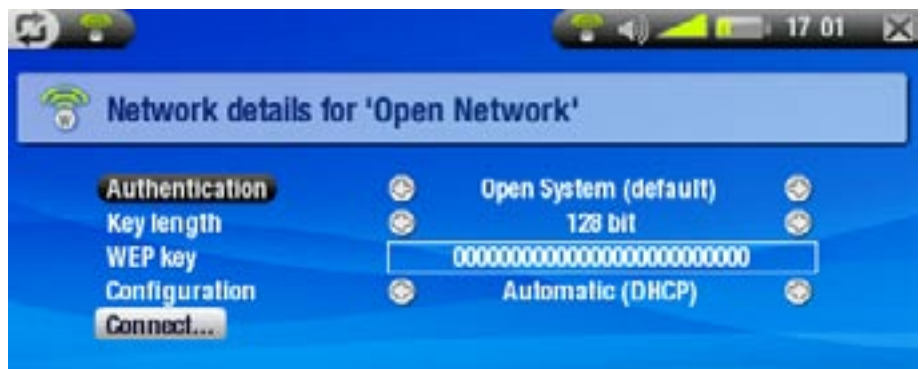 17 01
Network details for 'Open Network'
Authentication Open System (default)
Key length 128 bit
WEP key 00000000000000000000000000
Configuration Automatic (DHCP)
Connect...